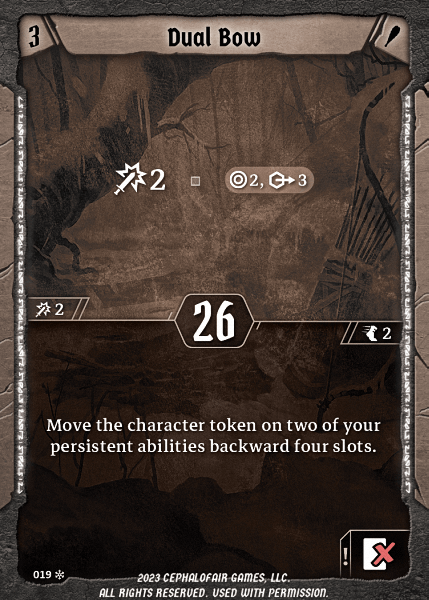 3
Dual Bow
2
2, 3
2
26
2
Move the character token on two of your
persistent abilities backward four slots.
!
019
2023 CEPHALOFAIR GAMES, LLC.
ALL RIGHTS RESERVED. USED WITH PERMISSION.